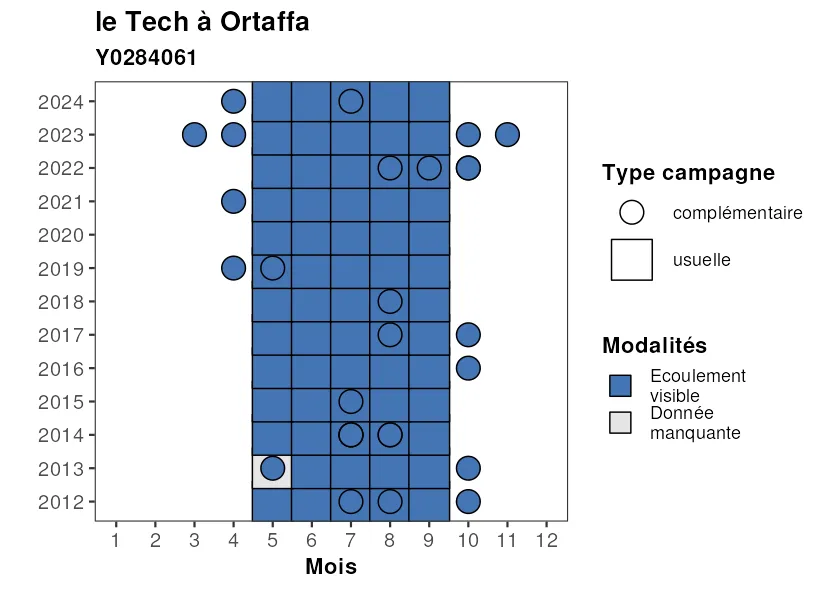 le Tech à Ortaffa
Y0284061
2024
2023
2022
2021
2020
2019
2018
2017
2016
2015
2014
2013
2012
1 2 3 4 5 6 7 8 9 10 11 12
Mois
Type campagne
complémentaire
usuelle
Modalités
Ecoulement
visible
Donnée
manquante